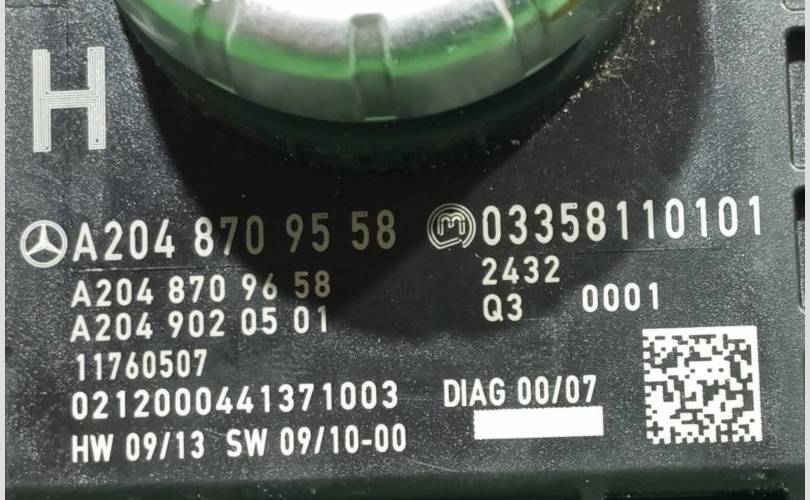 H
A204 870 95 58 03358110101
A204 870 96 58 2432
A204 902 05 01 Q3 0001
11760507
0212000441371003 DIAG 00/07
HW 09/13 SW 09/10-00